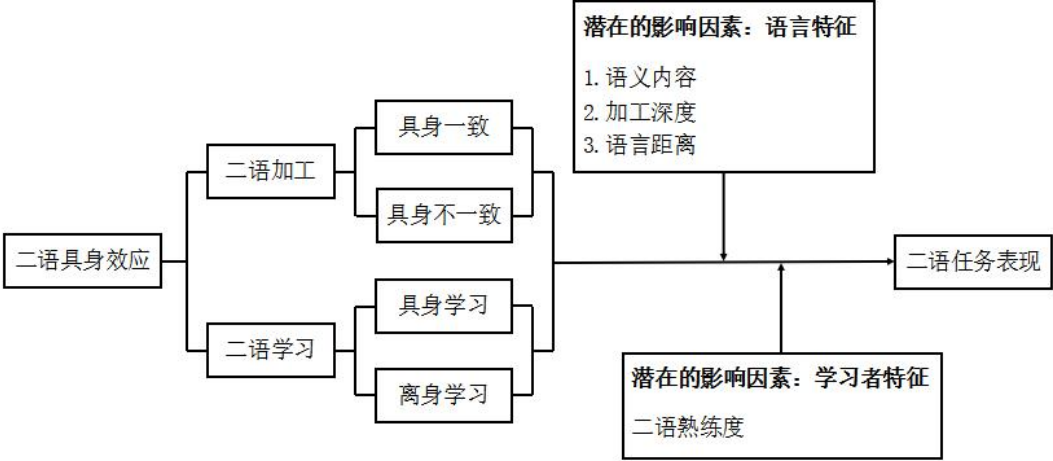 潜在的影响因素：语言特征
1. 语义内容
2. 加工深度
3. 语言距离
具身一致
二语加工
具身不一致
二语具身效应
二语任务表现
具身学习
二语学习
离身学习
潜在的影响因素：学习者特征
二语熟练度